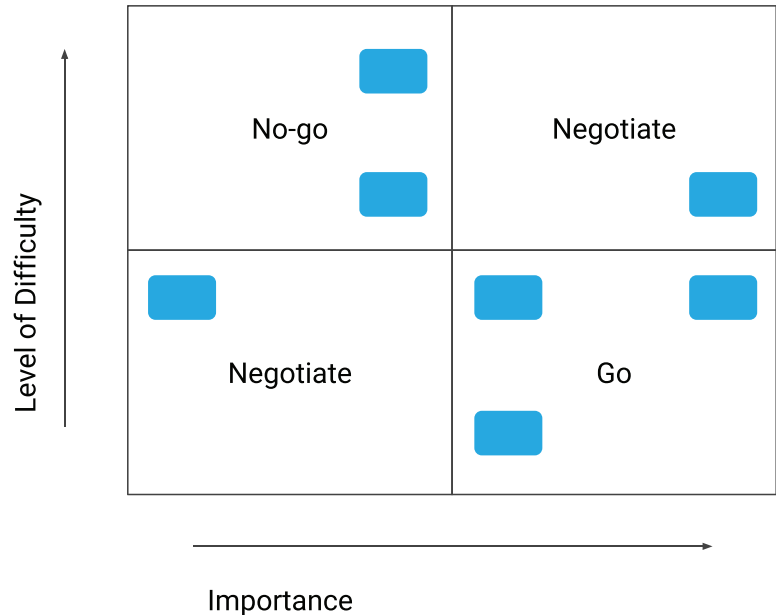 No-go
Negotiate
Level of Difficulty
Negotiate
Go
Importance